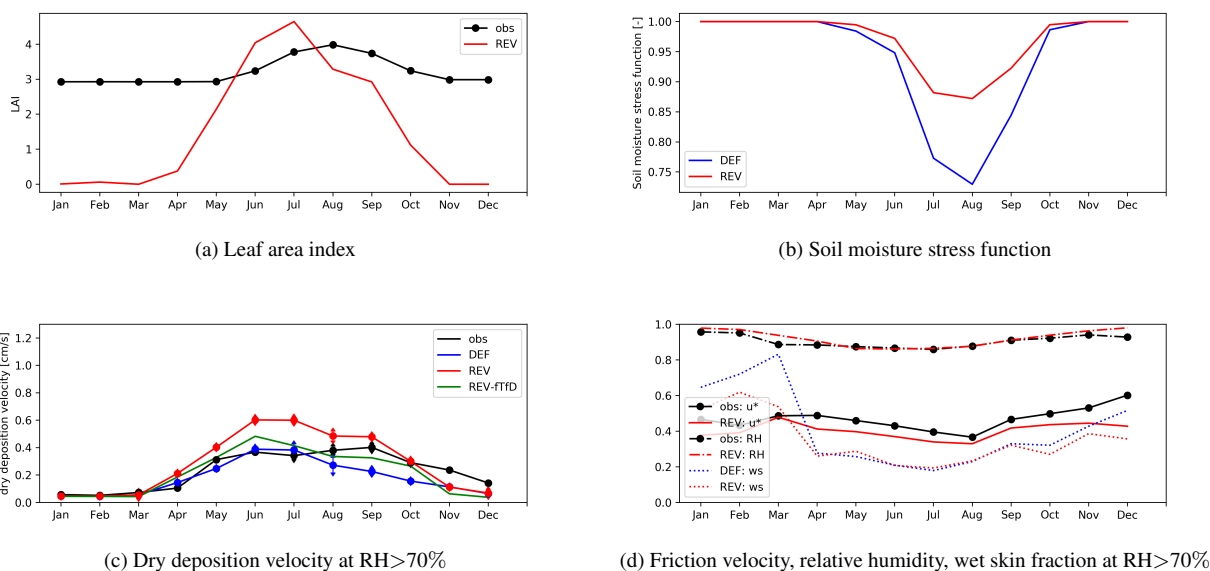 4
3
2
1
0
LAI
obs
REV
Jan Feb Mar Apr May Jun Jul Aug Sep Oct Nov Dec
(a) Leaf area index
1.00
0.95
0.90
0.85
0.80
0.75
Soil moisture stress function [-]
DEF
REV
Jan Feb Mar Apr May Jun Jul Aug Sep Oct Nov Dec
(b) Soil moisture stress function
1.2
1.0
0.8
0.6
0.4
0.2
0.0
dry deposition velocity [cm/s]
obs
DEF
REV
REV-fTfD
Jan Feb Mar Apr May Jun Jul Aug Sep Oct Nov Dec
(c) Dry deposition velocity at RH>70%
1.0
0.8
0.6
0.4
0.2
0.0
obs: u*
REV: u*
obs: RH
REV: RH
DEF: ws
REV: ws
Jan Feb Mar Apr May Jun Jul Aug Sep Oct Nov Dec
(d) Friction velocity, relative humidity, wet skin fraction at RH>70%